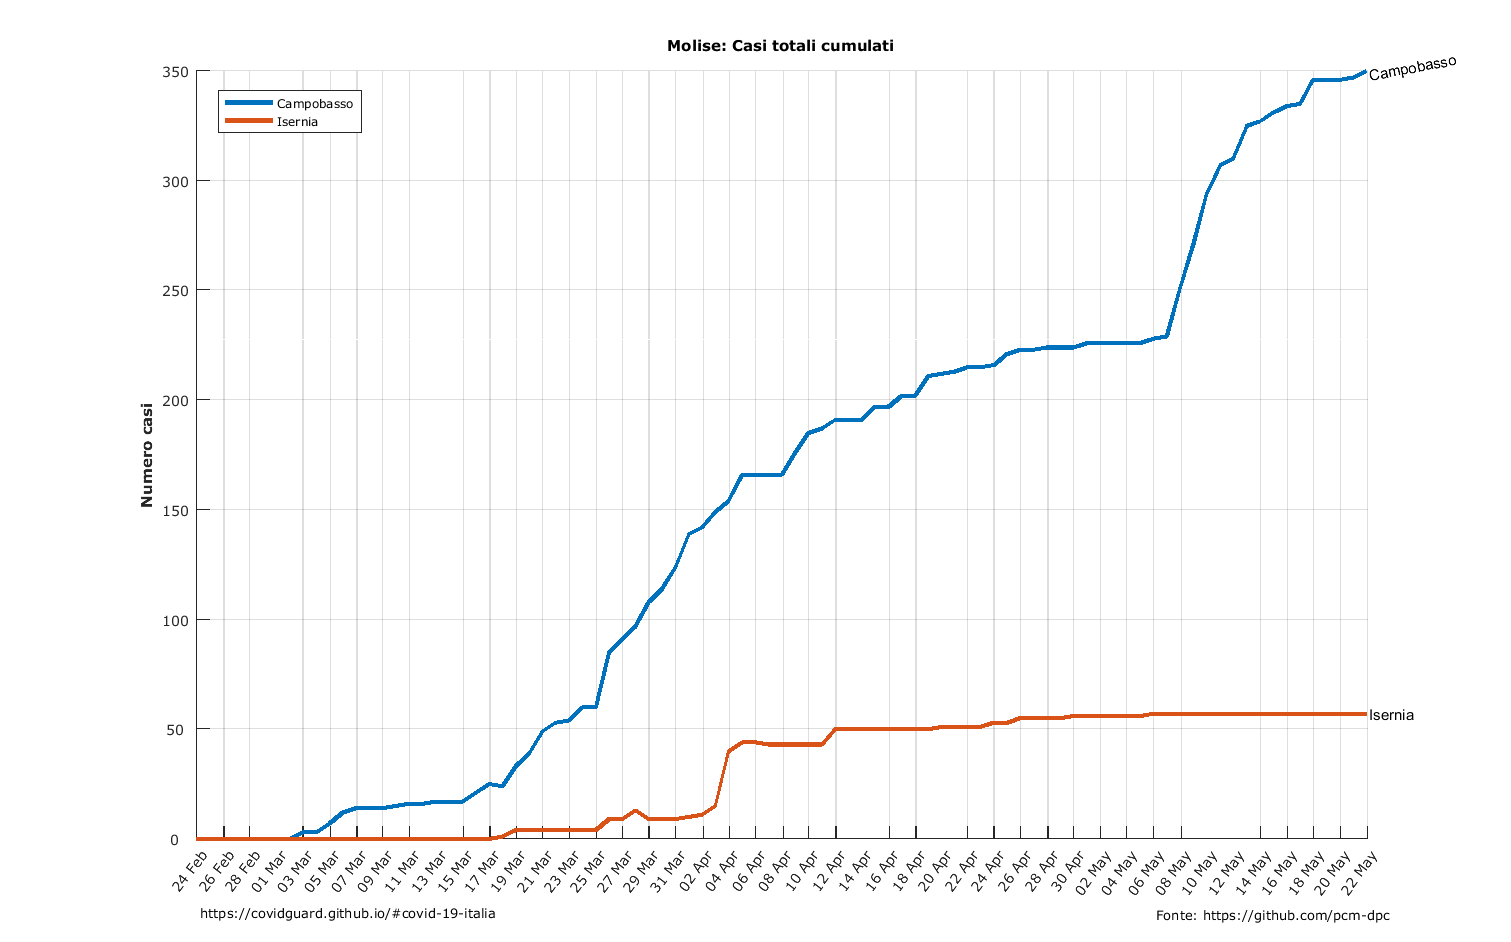 Molise: Casi totali cumulati
Campobasso
Isernia
Numero casi
350
300
250
200
150
100
50
0
Campobasso
Isernia
24 Feb
26 Feb
28 Feb
01 Mar
03 Mar
05 Mar
07 Mar
09 Mar
11 Mar
13 Mar
15 Mar
17 Mar
19 Mar
21 Mar
23 Mar
25 Mar
27 Mar
29 Mar
31 Mar
02 Apr
04 Apr
06 Apr
08 Apr
10 Apr
12 Apr
14 Apr
16 Apr
18 Apr
20 Apr
22 Apr
24 Apr
26 Apr
28 Apr
30 Apr
02 May
04 May
06 May
08 May
10 May
12 May
14 May
16 May
18 May
20 May
22 May
https://covidguard.github.io/#covid-19-italia
Fonte: https://github.com/pcm-dpc